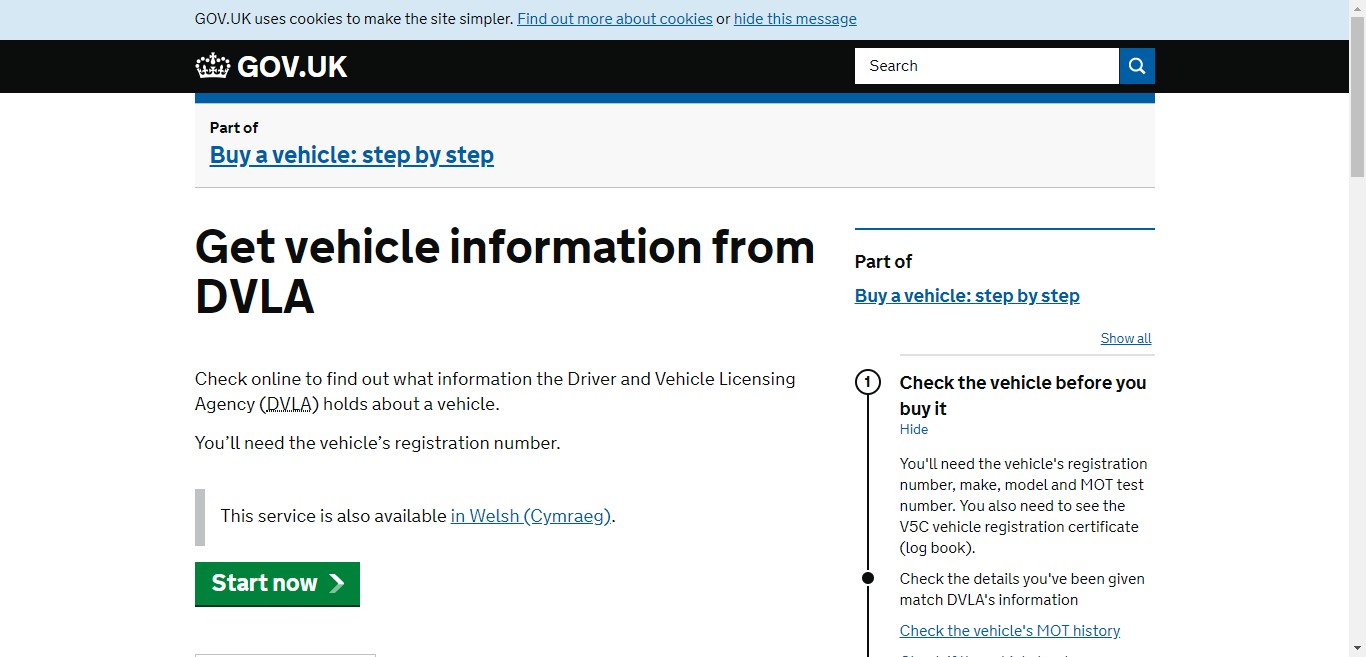 GOV.UK uses cookies to make the site simpler. Find out more about cookies or hide this message
GOV.UK
Search
Part of
Buy a vehicle: step by step
Get vehicle information from
DVLA
Check online to find out what information the Driver and Vehicle Licensing
Agency (DVLA) holds about a vehicle.
You’ll need the vehicle’s registration number.
This service is also available in Welsh (Cymraeg).
Start now
Part of
Buy a vehicle: step by step
Show all
1
Check the vehicle before you
buy it
Hide
You'll need the vehicle's registration
number, make, model and MOT test
number. You also need to see the
V5C vehicle registration certificate
(log book).
Check the details you've been given
match DVLA's information
Check the vehicle's MOT history